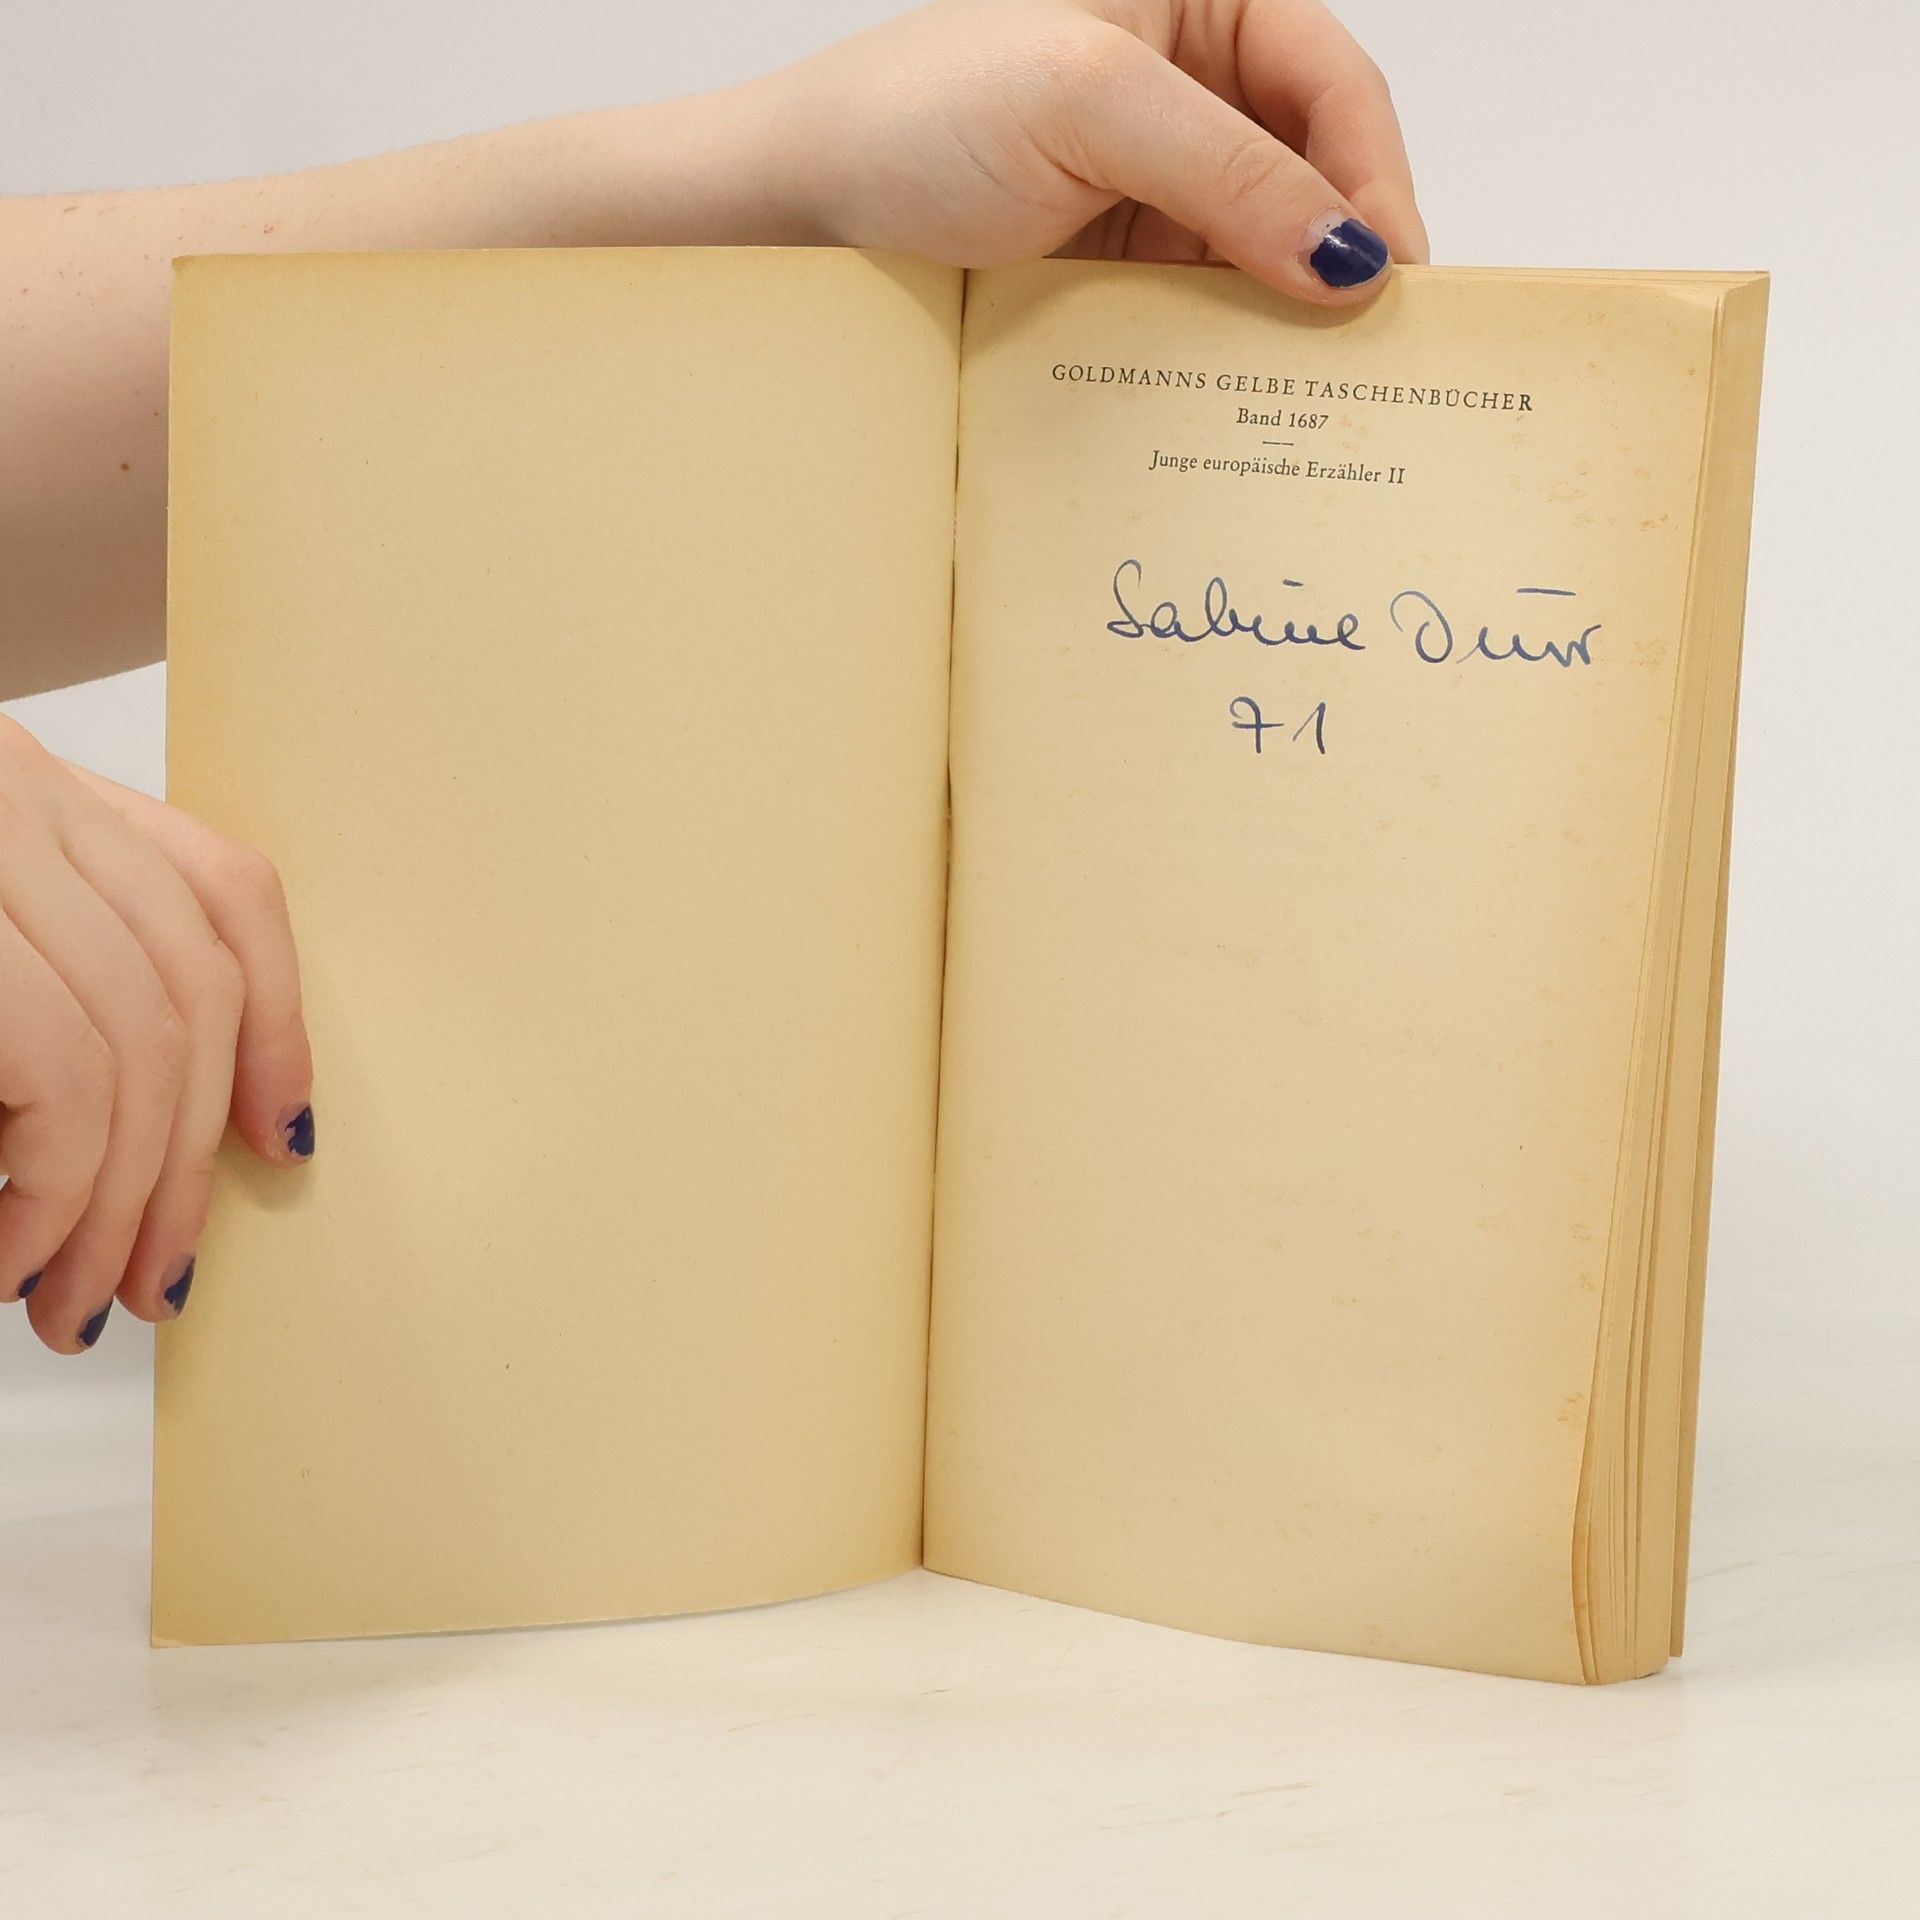 GOLDMANNS GELBE TASCHENBÜCHER
Band 1687
Junge europäische Erzähler II
Sabine Dürr
71